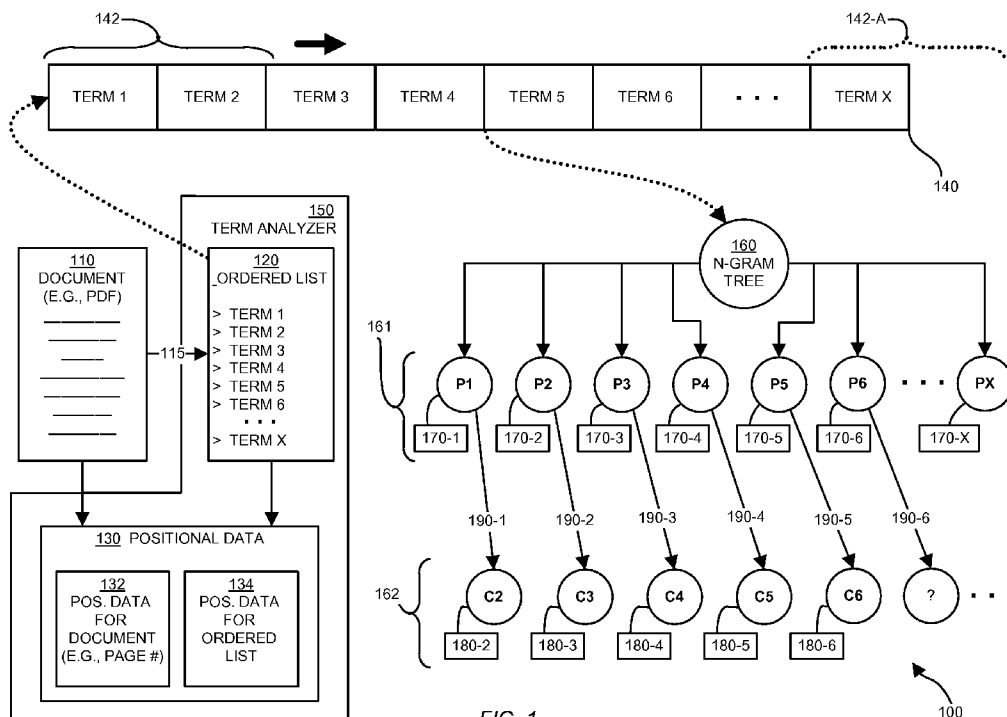 142
142-A
TERM 1 TERM 2 TERM 3 TERM 4 TERM 5 TERM 6 . . . TERM X
140
150
TERM ANALYZER
110
DOCUMENT
(E.G., PDF)
115
120
_ORDERED LIST
> TERM 1
> TERM 2
> TERM 3
> TERM 4
> TERM 5
> TERM 6
. . .
> TERM X
130 POSITIONAL DATA
132
POS. DATA
FOR
DOCUMENT
(E.G., PAGE #)
134
POS. DATA
FOR
ORDERED
LIST
160
N-GRAM
TREE
161
P1 P2 P3 P4 P5 P6 . . . PX
170-1 170-2 170-3 170-4 170-5 170-6 170-X
190-1 190-2 190-3 190-4 190-5 190-6
162
C2 C3 C4 C5 C6 ? . .
180-2 180-3 180-4 180-5 180-6
100
FIG. 1